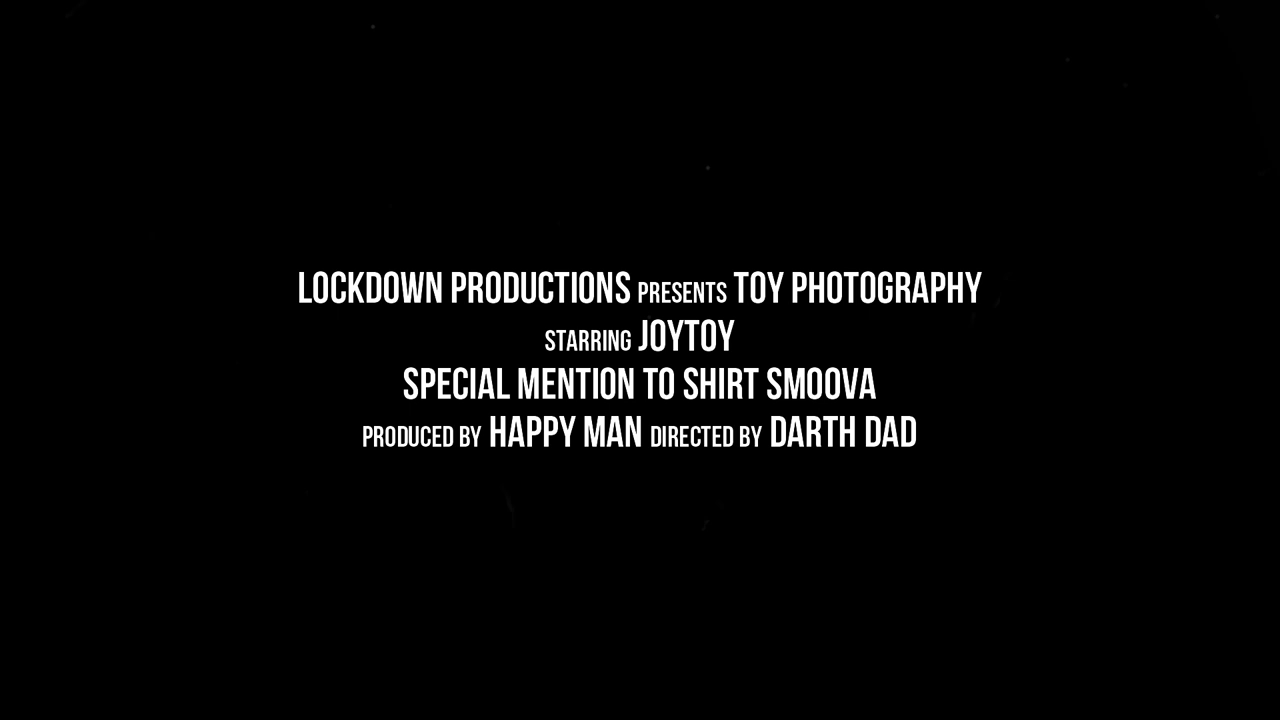 LOCKDOWN PRODUCTIONS PRESENTS TOY PHOTOGRAPHY
STARRING JOYTOY
SPECIAL MENTION TO SHIRT SMOOVA
PRODUCED BY HAPPY MAN DIRECTED BY DARTH DAD